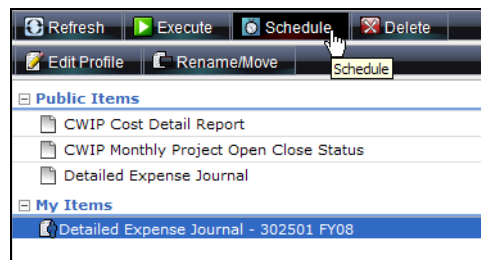 Refresh Execute Schedule Delete
Edit Profile Rename/Move Schedule
Public Items
CWIP Cost Detail Report
CWIP Monthly Project Open Close Status
Detailed Expense Journal
My Items
Detailed Expense Journal - 302501 FY08